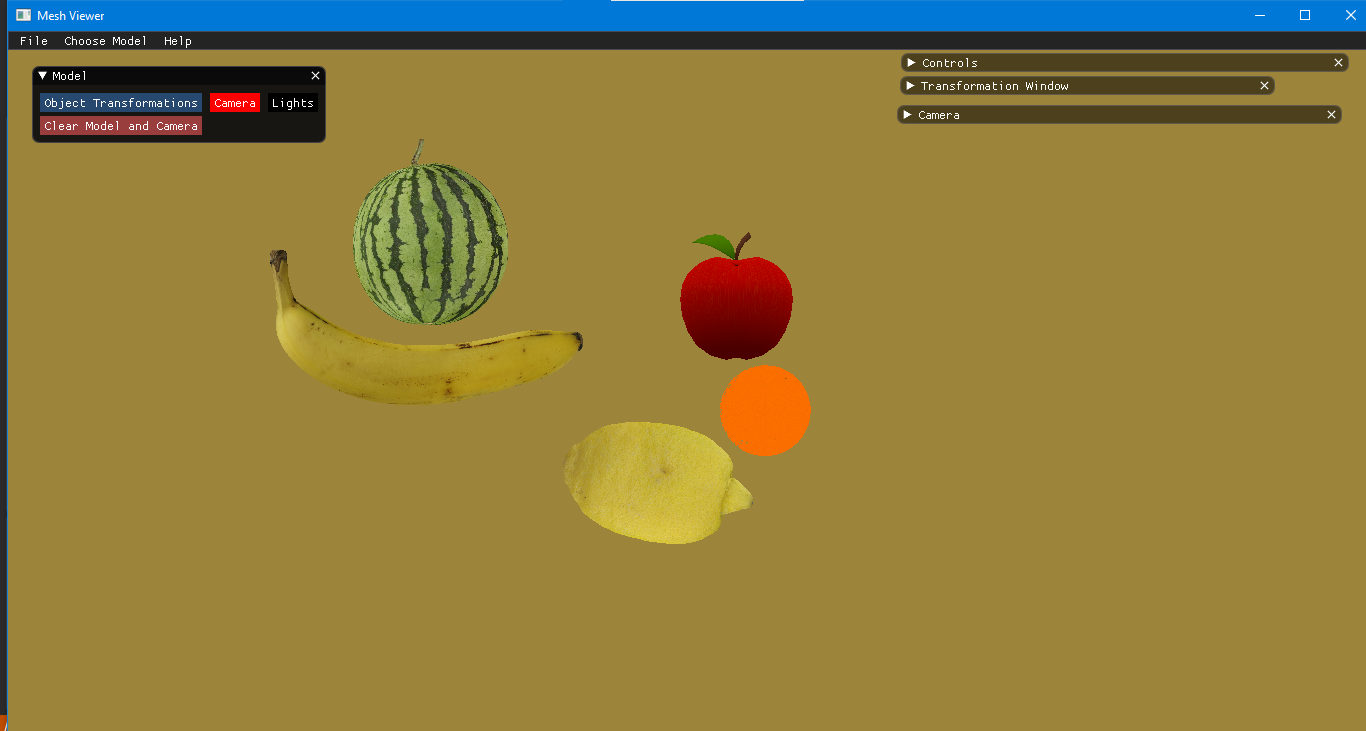 Mesh Viewer
File Choose Model Help
Model
Object Transformations Camera Lights
Clear Model and Camera
Controls
Transformation Window
Camera